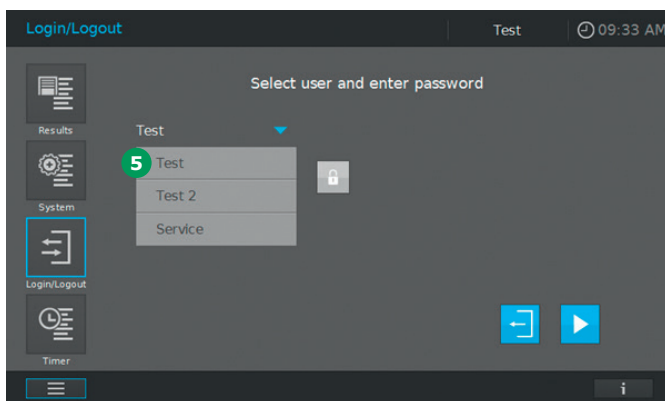 Login/Logout
Test
09:33 AM
Select user and enter password
Results
Test
5
Test
Test 2
System
Service
Login/Logout
Timer
i